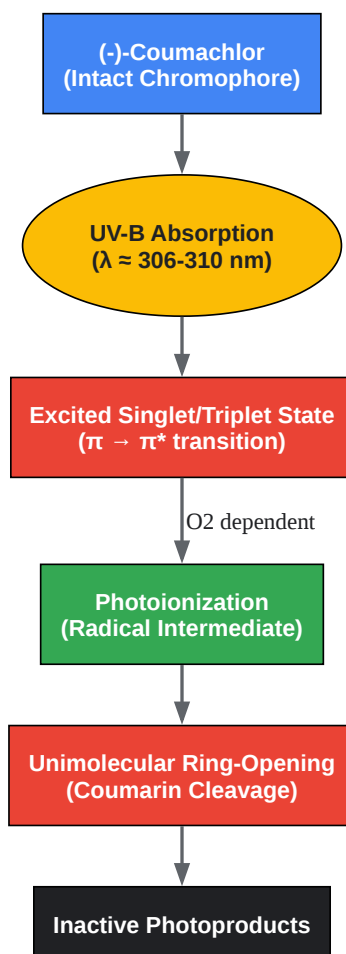 (-)-Coumachlor
(Intact Chromophore)
UV-B Absorption
(λ ≈ 306-310 nm)
Excited Singlet/Triplet State
(π → π* transition)
O2 dependent
Photoionization
(Radical Intermediate)
Unimolecular Ring-Opening
(Coumarin Cleavage)
Inactive Photoproducts